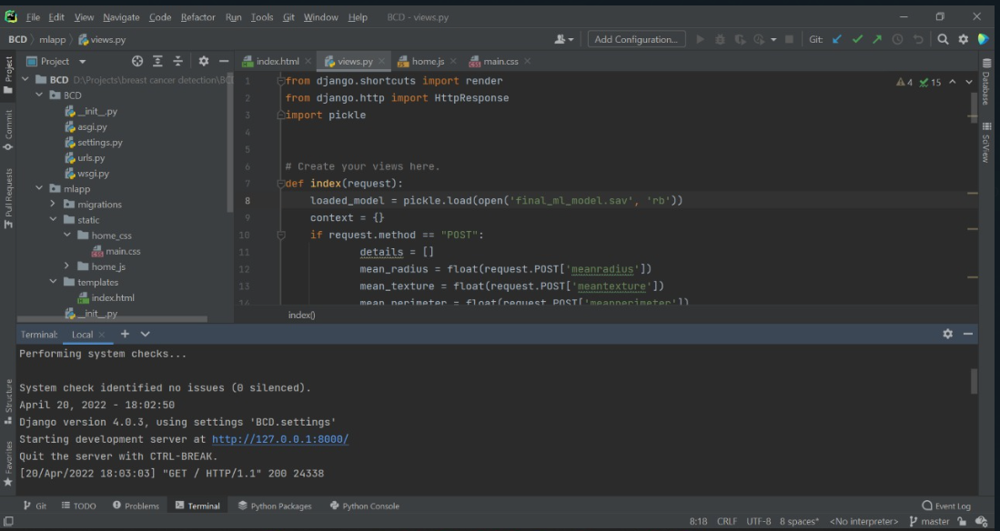 File Edit View Navigate Code Refactor Run Tools Git Window Help BCD - views.py
BCD mlapp views.py Add Configuration... Git:
Project index.html views.py home.js main.css
BCD D:\Projects\breast cancer detection\BC
BCD
__init__.py
asgi.py
settings.py
urls.py
wsgi.py
mlapp
migrations
static
home_css
main.css
home_js
templates
index.html
__init__.py
4 15
1 from django.shortcuts import render
2 from django.http import HttpResponse
3 import pickle
4
5
6 # Create your views here.
7 def index(request):
8 loaded_model = pickle.load(open('final_ml_model.sav', 'rb'))
9 context = {}
10 if request.method == "POST":
11 details = []
12 mean_radius = float(request.POST['meanradius'])
13 mean_texture = float(request.POST['meantexture'])
14 mean_perimeter = float(request.POST['meanperimeter'])
index()
Project
Commit
Pull Requests
Structure
Favorites
Database
SciView
Terminal: Local
Performing system checks...
System check identified no issues (0 silenced).
April 20, 2022 - 18:02:50
Django version 4.0.3, using settings 'BCD.settings'
Starting development server at http://127.0.0.1:8000/
Quit the server with CTRL-BREAK.
[20/Apr/2022 18:03:03] "GET / HTTP/1.1" 200 24338
Git TODO Problems Terminal Python Packages Python Console Event Log
8:18 CRLF UTF-8 8 spaces* <No interpreter> master